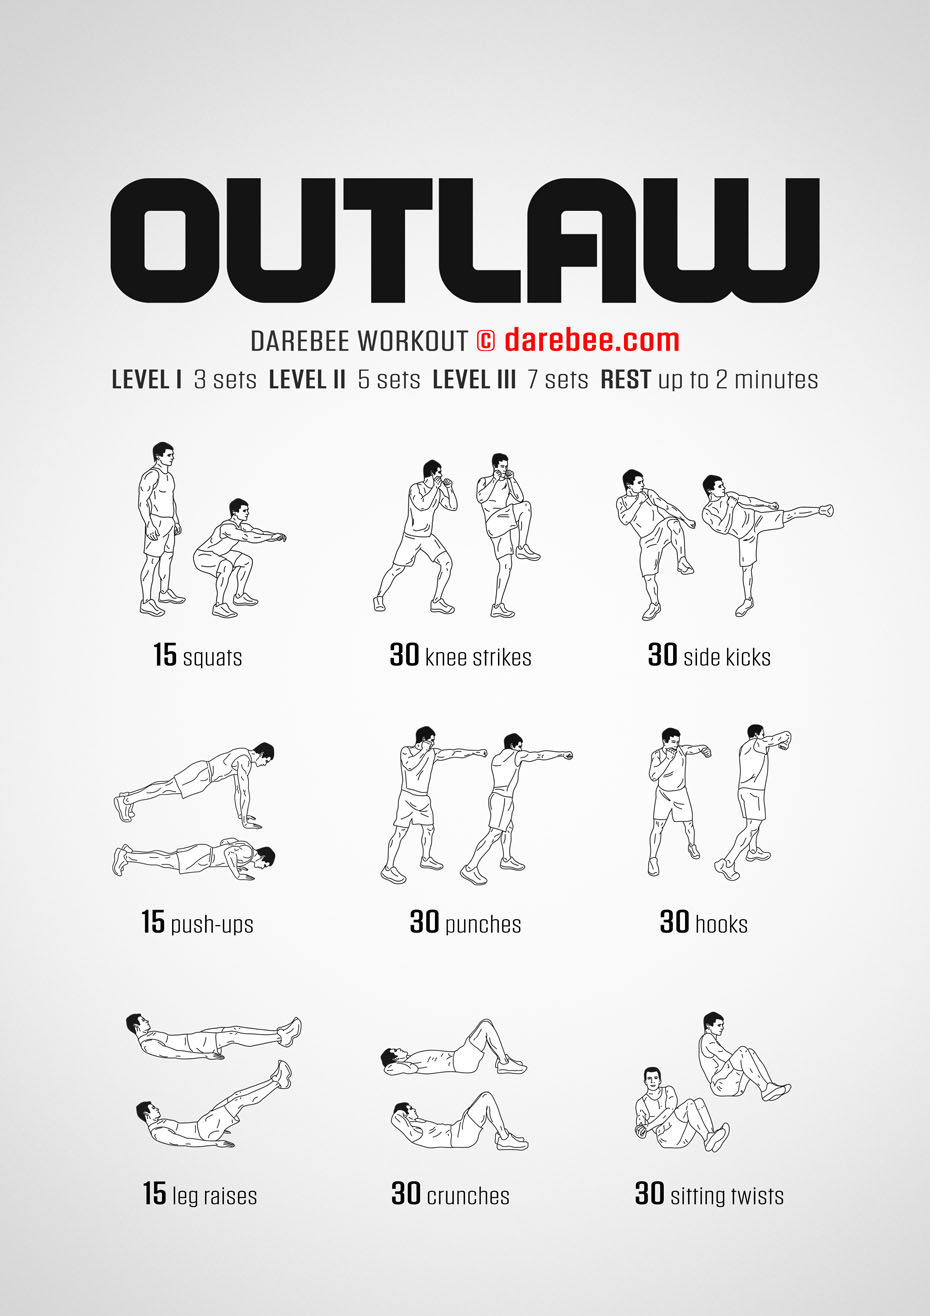 OUTLAW
DAREBEE WORKOUT © darebee.com
LEVEL I 3 sets LEVEL II 5 sets LEVEL III 7 sets REST up to 2 minutes
15 squats
30 knee strikes
30 side kicks
15 push-ups
30 punches
30 hooks
15 leg raises
30 crunches
30 sitting twists